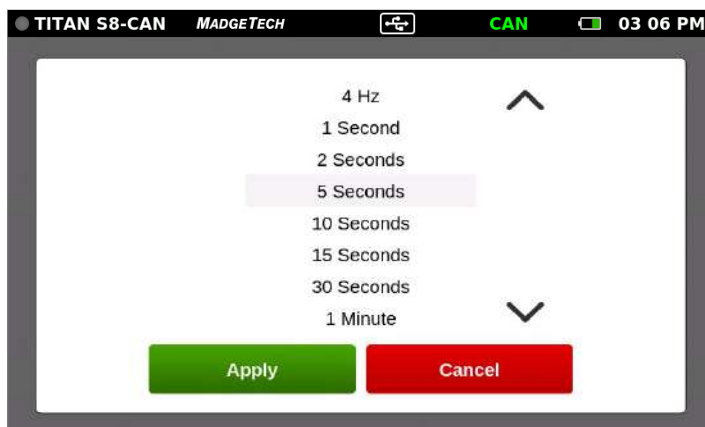 TITAN S8-CAN MADGETECH CAN 03 06 PM
4 Hz
1 Second
2 Seconds
5 Seconds
10 Seconds
15 Seconds
30 Seconds
1 Minute
Apply Cancel